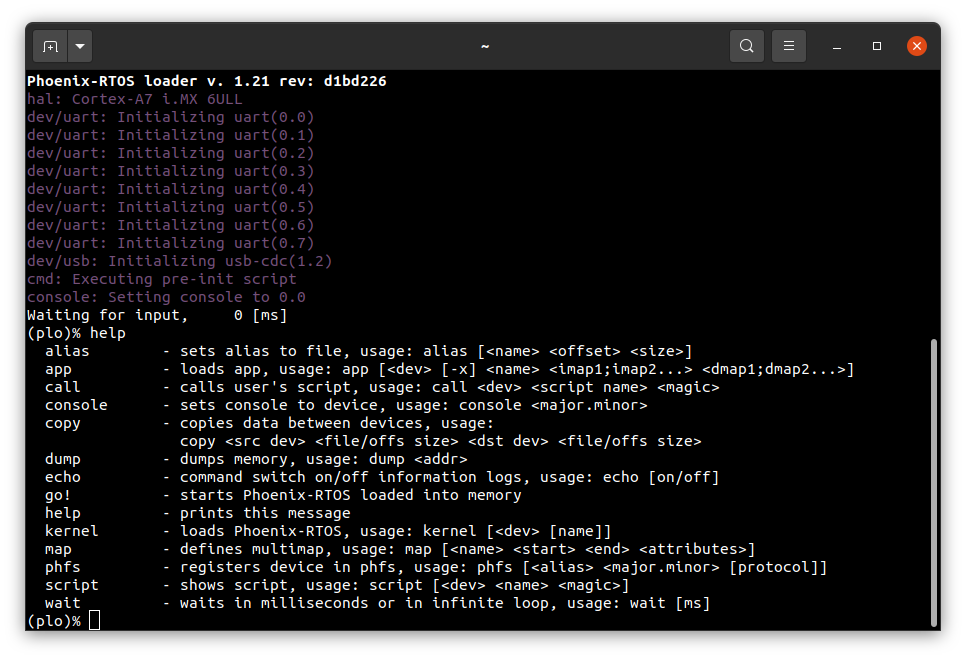 ~
Phoenix-RTOS loader v. 1.21 rev: d1bd226
hal: Cortex-A7 i.MX 6ULL
dev/uart: Initializing uart(0.0)
dev/uart: Initializing uart(0.1)
dev/uart: Initializing uart(0.2)
dev/uart: Initializing uart(0.3)
dev/uart: Initializing uart(0.4)
dev/uart: Initializing uart(0.5)
dev/uart: Initializing uart(0.6)
dev/uart: Initializing uart(0.7)
dev/usb: Initializing usb-cdc(1.2)
cmd: Executing pre-init script
console: Setting console to 0.0
Waiting for input,     0 [ms]
(plo)% help
  alias        - sets alias to file, usage: alias [<name> <offset> <size>]
  app          - loads app, usage: app [<dev> [-x] <name> <imap1;imap2...> <dmap1;dmap2...>]
  call         - calls user's script, usage: call <dev> <script name> <magic>
  console      - sets console to device, usage: console <major.minor>
  copy         - copies data between devices, usage:
                 copy <src dev> <file/offs size> <dst dev> <file/offs size>
  dump         - dumps memory, usage: dump <addr>
  echo         - command switch on/off information logs, usage: echo [on/off]
  go!          - starts Phoenix-RTOS loaded into memory
  help         - prints this message
  kernel       - loads Phoenix-RTOS, usage: kernel [<dev> [name]]
  map          - defines multimap, usage: map [<name> <start> <end> <attributes>]
  phfs         - registers device in phfs, usage: phfs [<alias> <major.minor> [protocol]]
  script       - shows script, usage: script [<dev> <name> <magic>]
  wait         - waits in milliseconds or in infinite loop, usage: wait [ms]
(plo)%